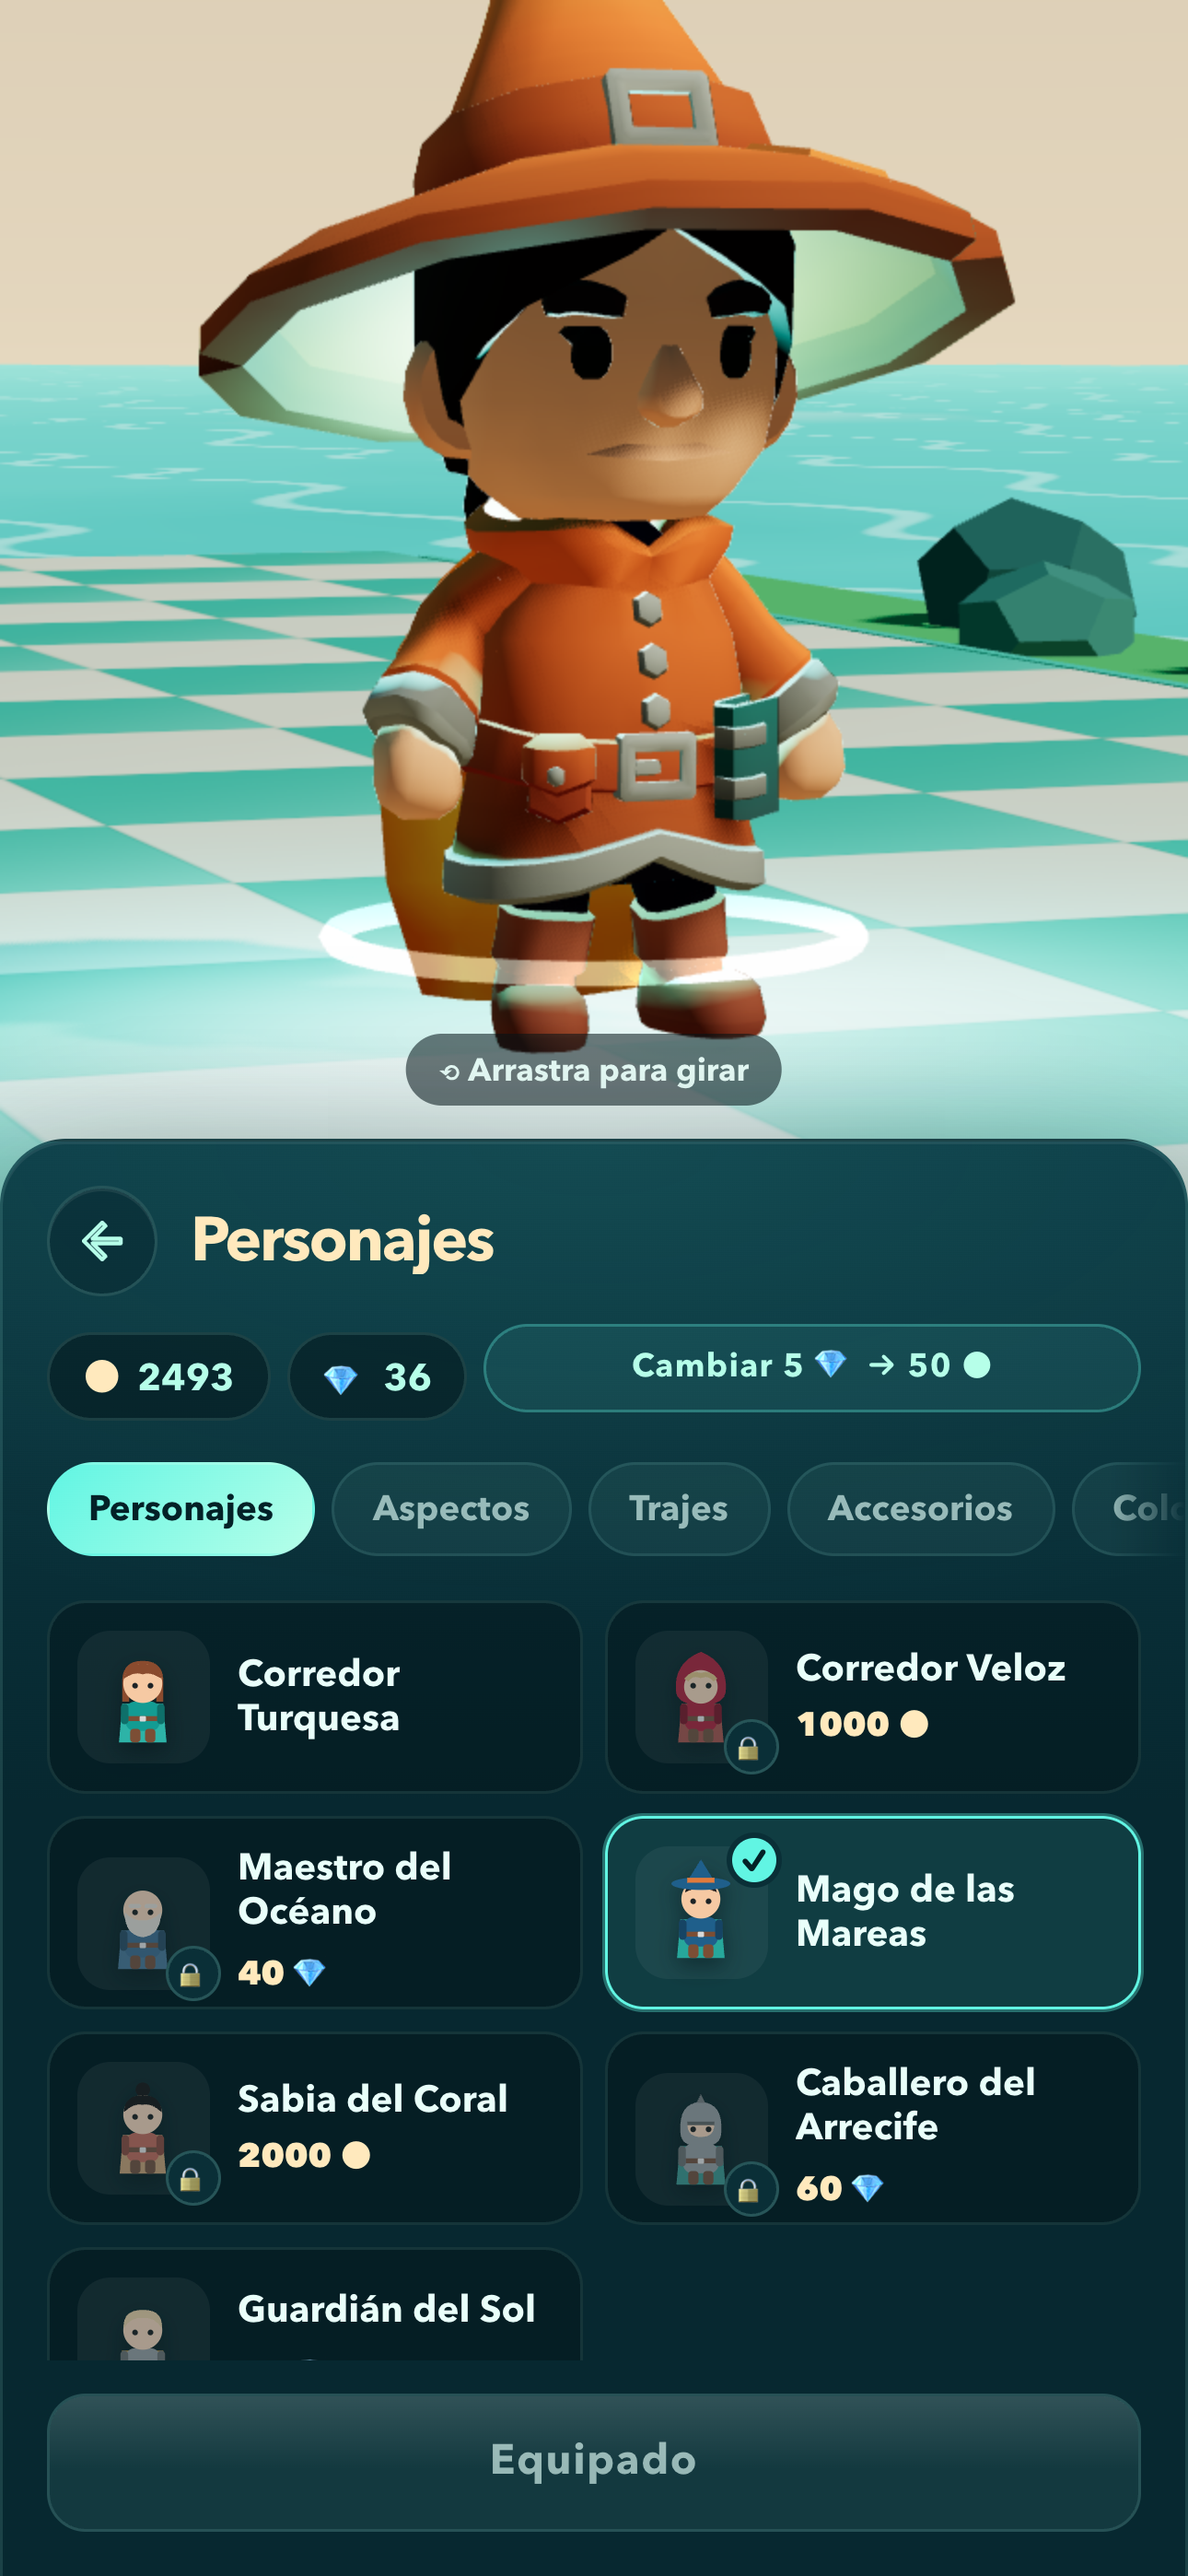 Arrastra para girar
Personajes
2493
36
Cambiar 5 💎 → 50
Personajes
Aspectos
Trajes
Accesorios
Corredor
Turquesa
Corredor Veloz
1000
Maestro del
Océano
40
Mago de las
Mareas
Sabia del Coral
2000
Caballero del
Arrecife
60
Guardián del Sol
Equipado